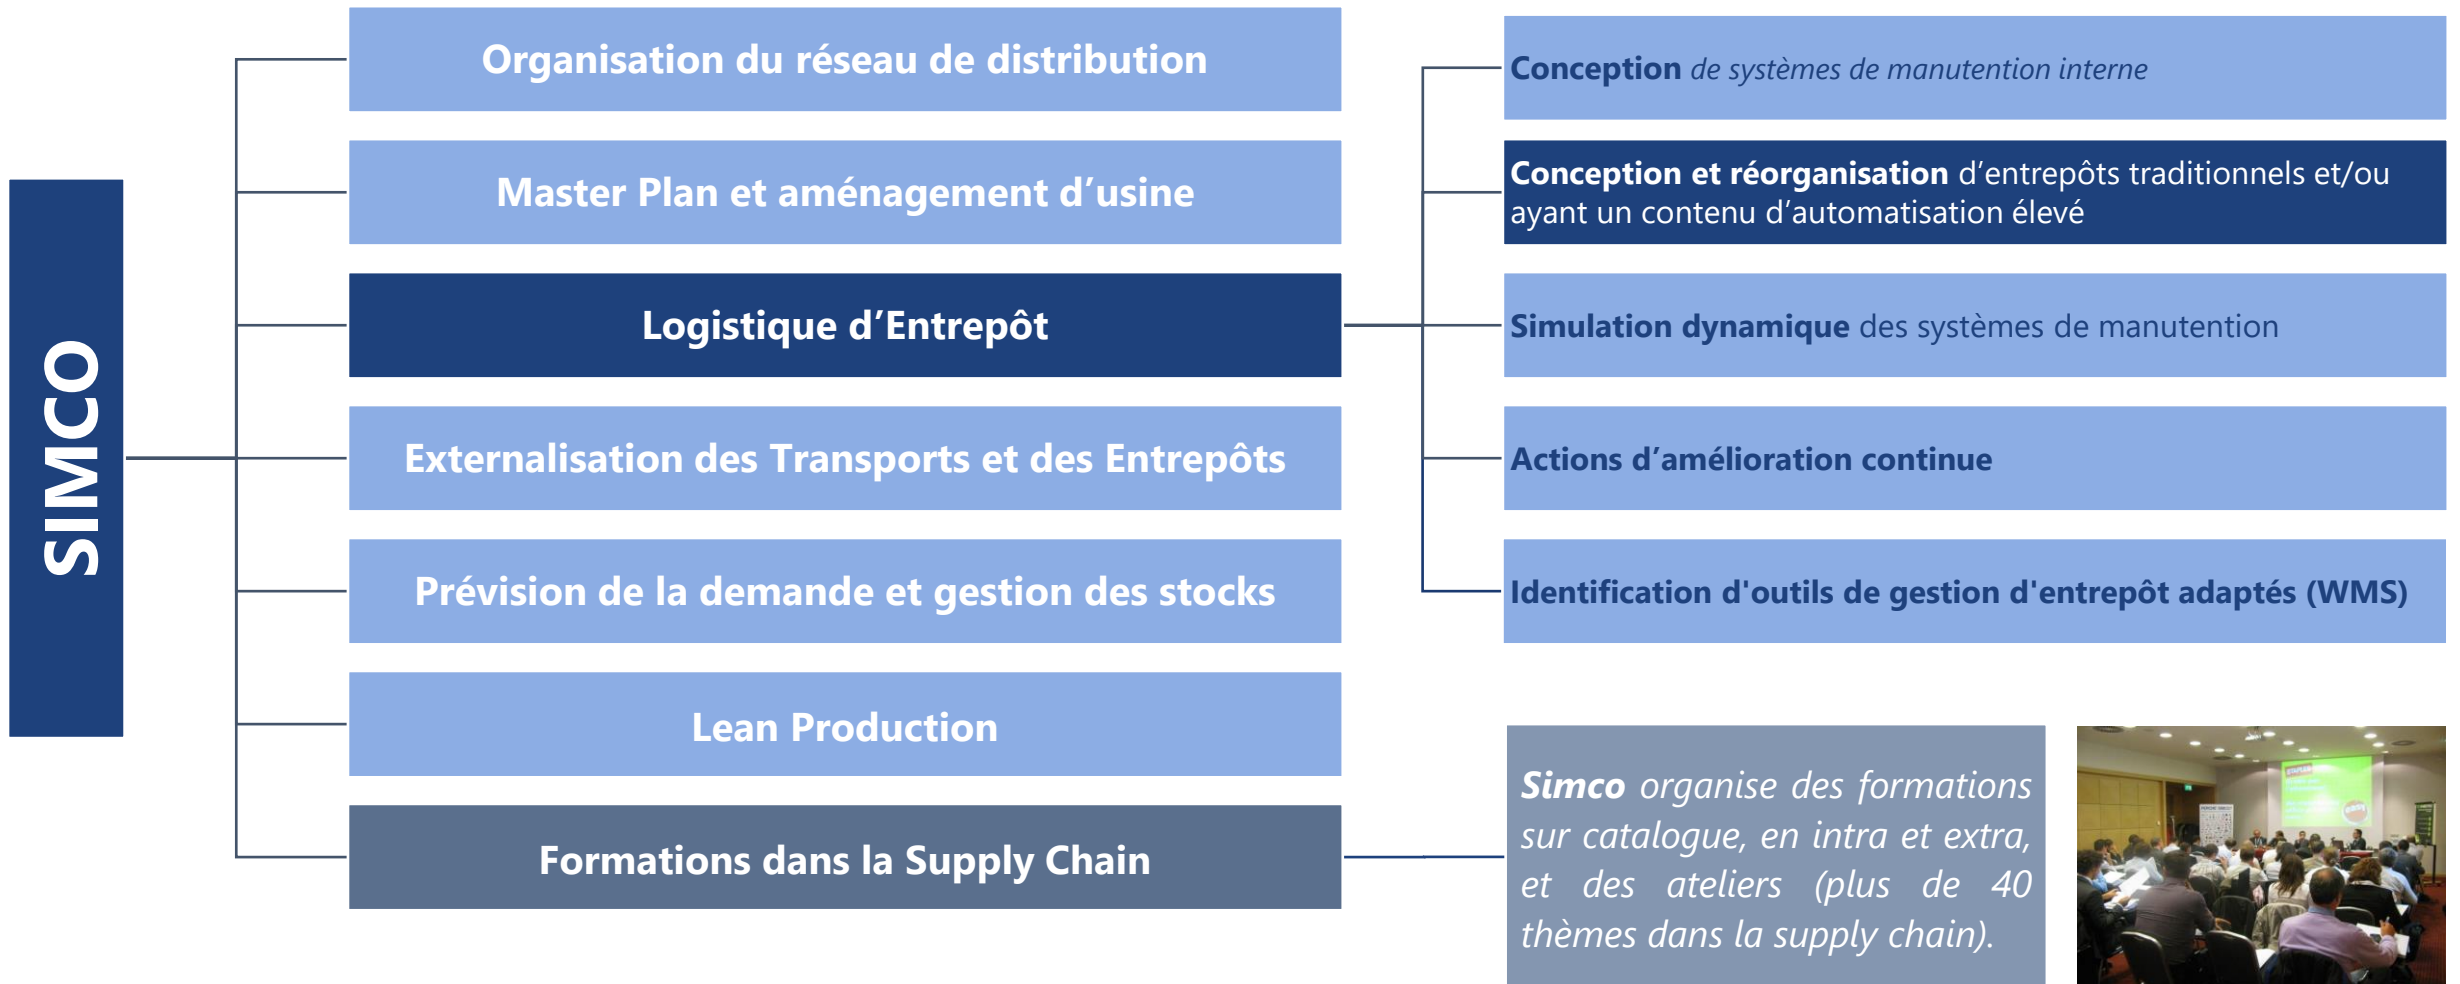 SIMCO
Organisation du réseau de distribution
Master Plan et aménagement d’usine
Logistique d’Entrepôt
Externalisation des Transports et des Entrepôts
Prévision de la demande et gestion des stocks
Lean Production
Formations dans la Supply Chain
Conception de systèmes de manutention interne
Conception et réorganisation d’entrepôts traditionnels et/ou
ayant un contenu d’automatisation élevé
Simulation dynamique des systèmes de manutention
Actions d’amélioration continue
Identification d'outils de gestion d'entrepôt adaptés (WMS)
Simco organise des formations
sur catalogue, en intra et extra,
et des ateliers (plus de 40
thèmes dans la supply chain).
STAPLES
easy